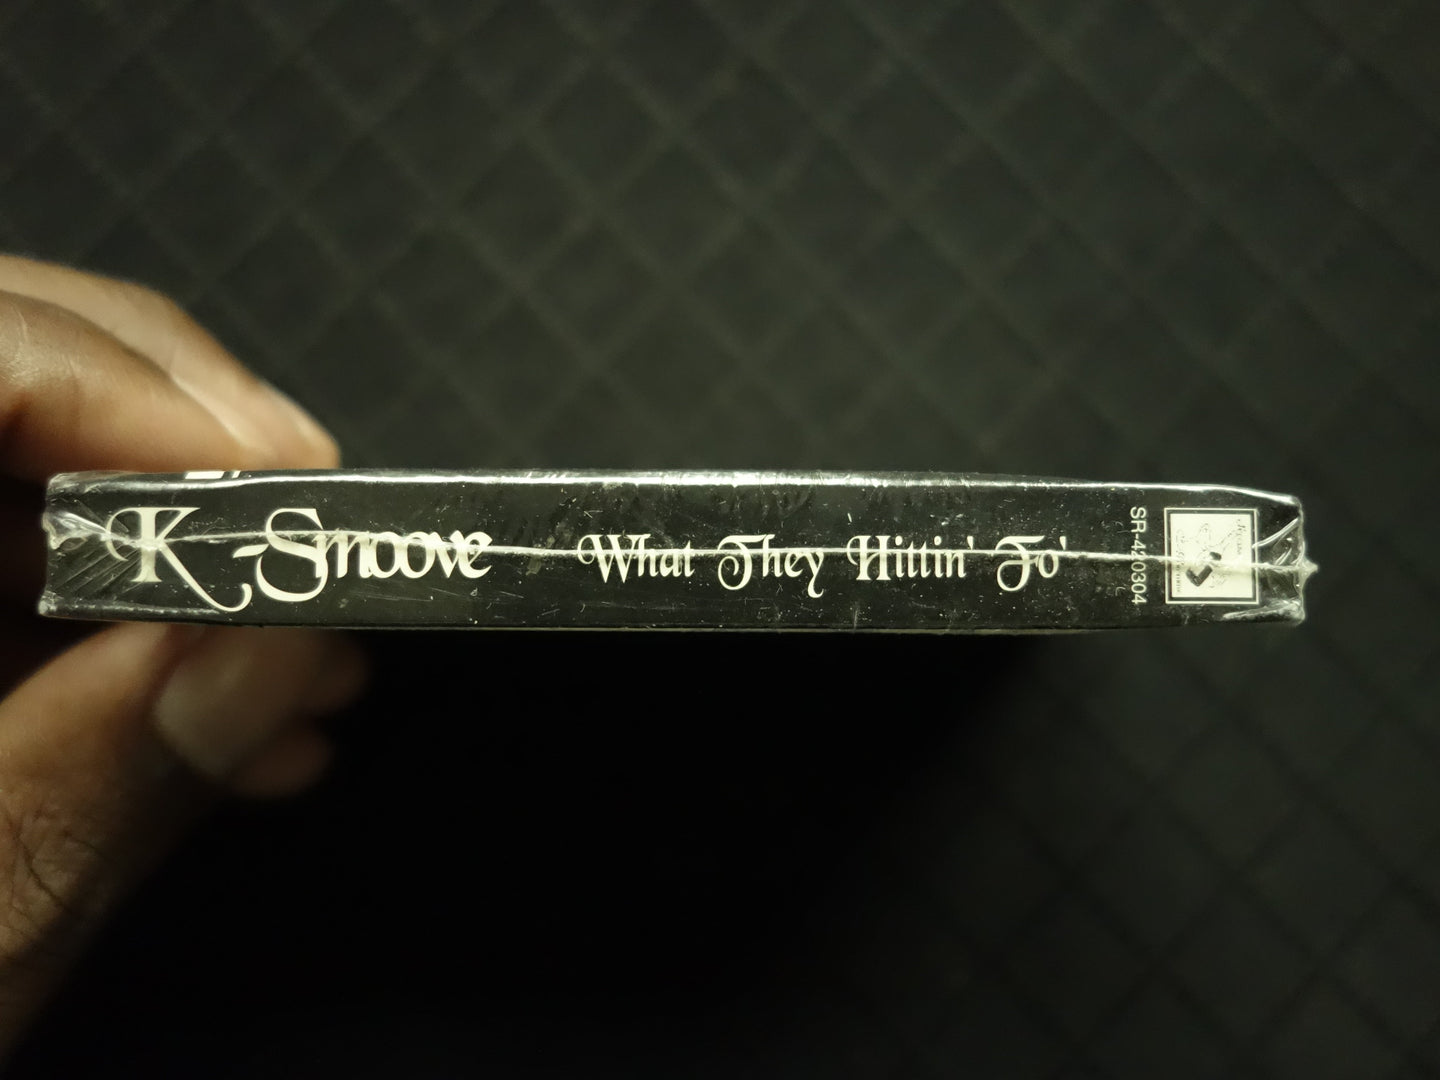 K-Smoove What They Hittin' Fo'
SR-420304